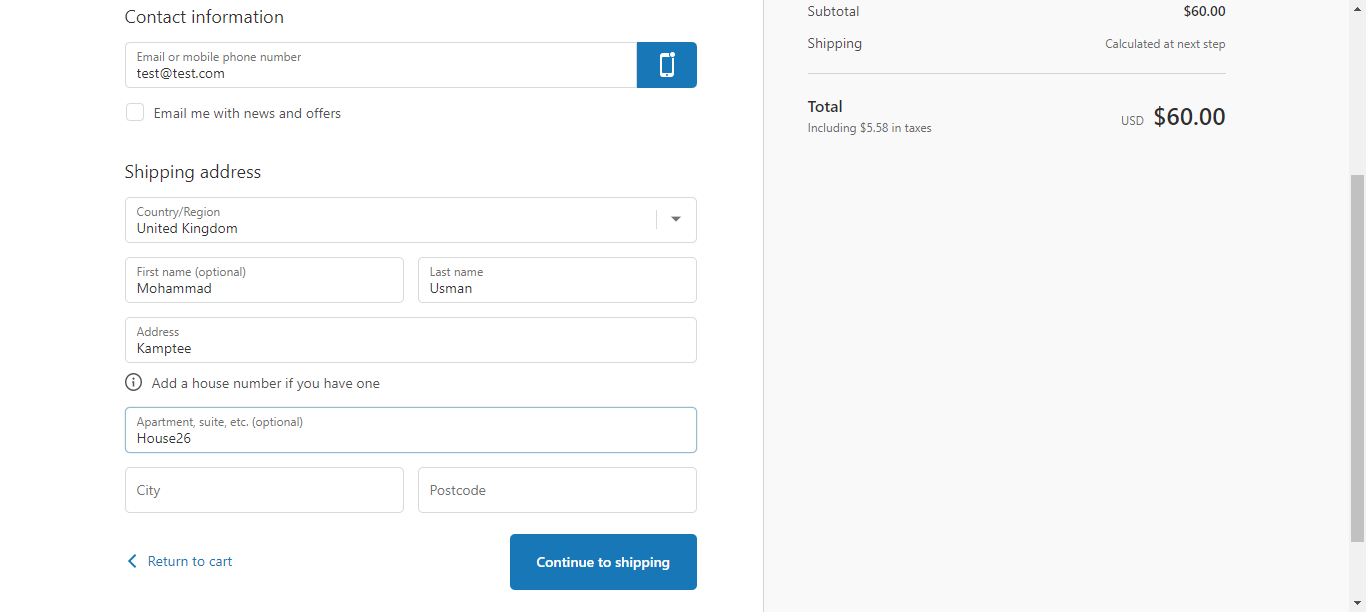 Contact information
Email or mobile phone number
test@test.com
Email me with news and offers
Shipping address
Country/Region
United Kingdom
First name (optional)
Mohammad
Last name
Usman
Address
Kamptee
Add a house number if you have one
Apartment, suite, etc. (optional)
House26
City
Postcode
Return to cart
Continue to shipping
Subtotal $60.00
Shipping Calculated at next step
Total
Including $5.58 in taxes
USD $60.00